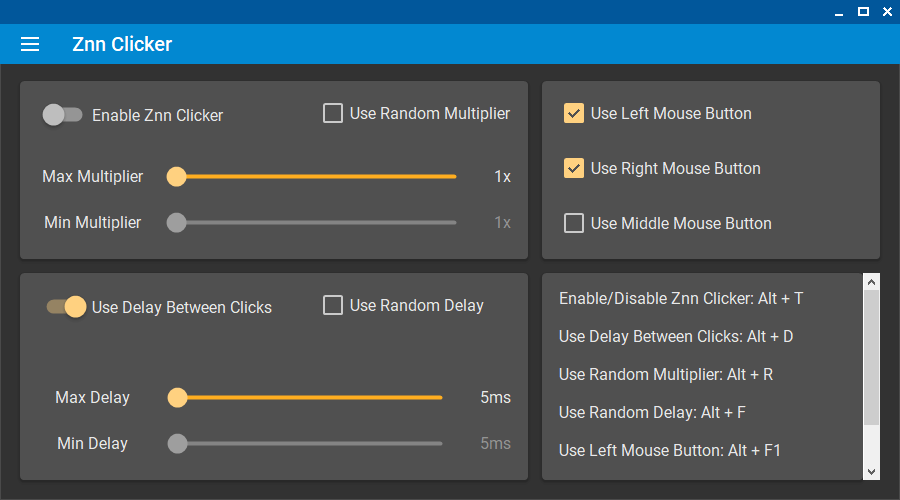 Znn Clicker
Enable Znn Clicker
Use Random Multiplier
Max Multiplier
1x
Min Multiplier
1x
Use Left Mouse Button
Use Right Mouse Button
Use Middle Mouse Button
Use Delay Between Clicks
Use Random Delay
Max Delay
5ms
Min Delay
5ms
Enable/Disable Znn Clicker: Alt + T
Use Delay Between Clicks: Alt + D
Use Random Multiplier: Alt + R
Use Random Delay: Alt + F
Use Left Mouse Button: Alt + F1